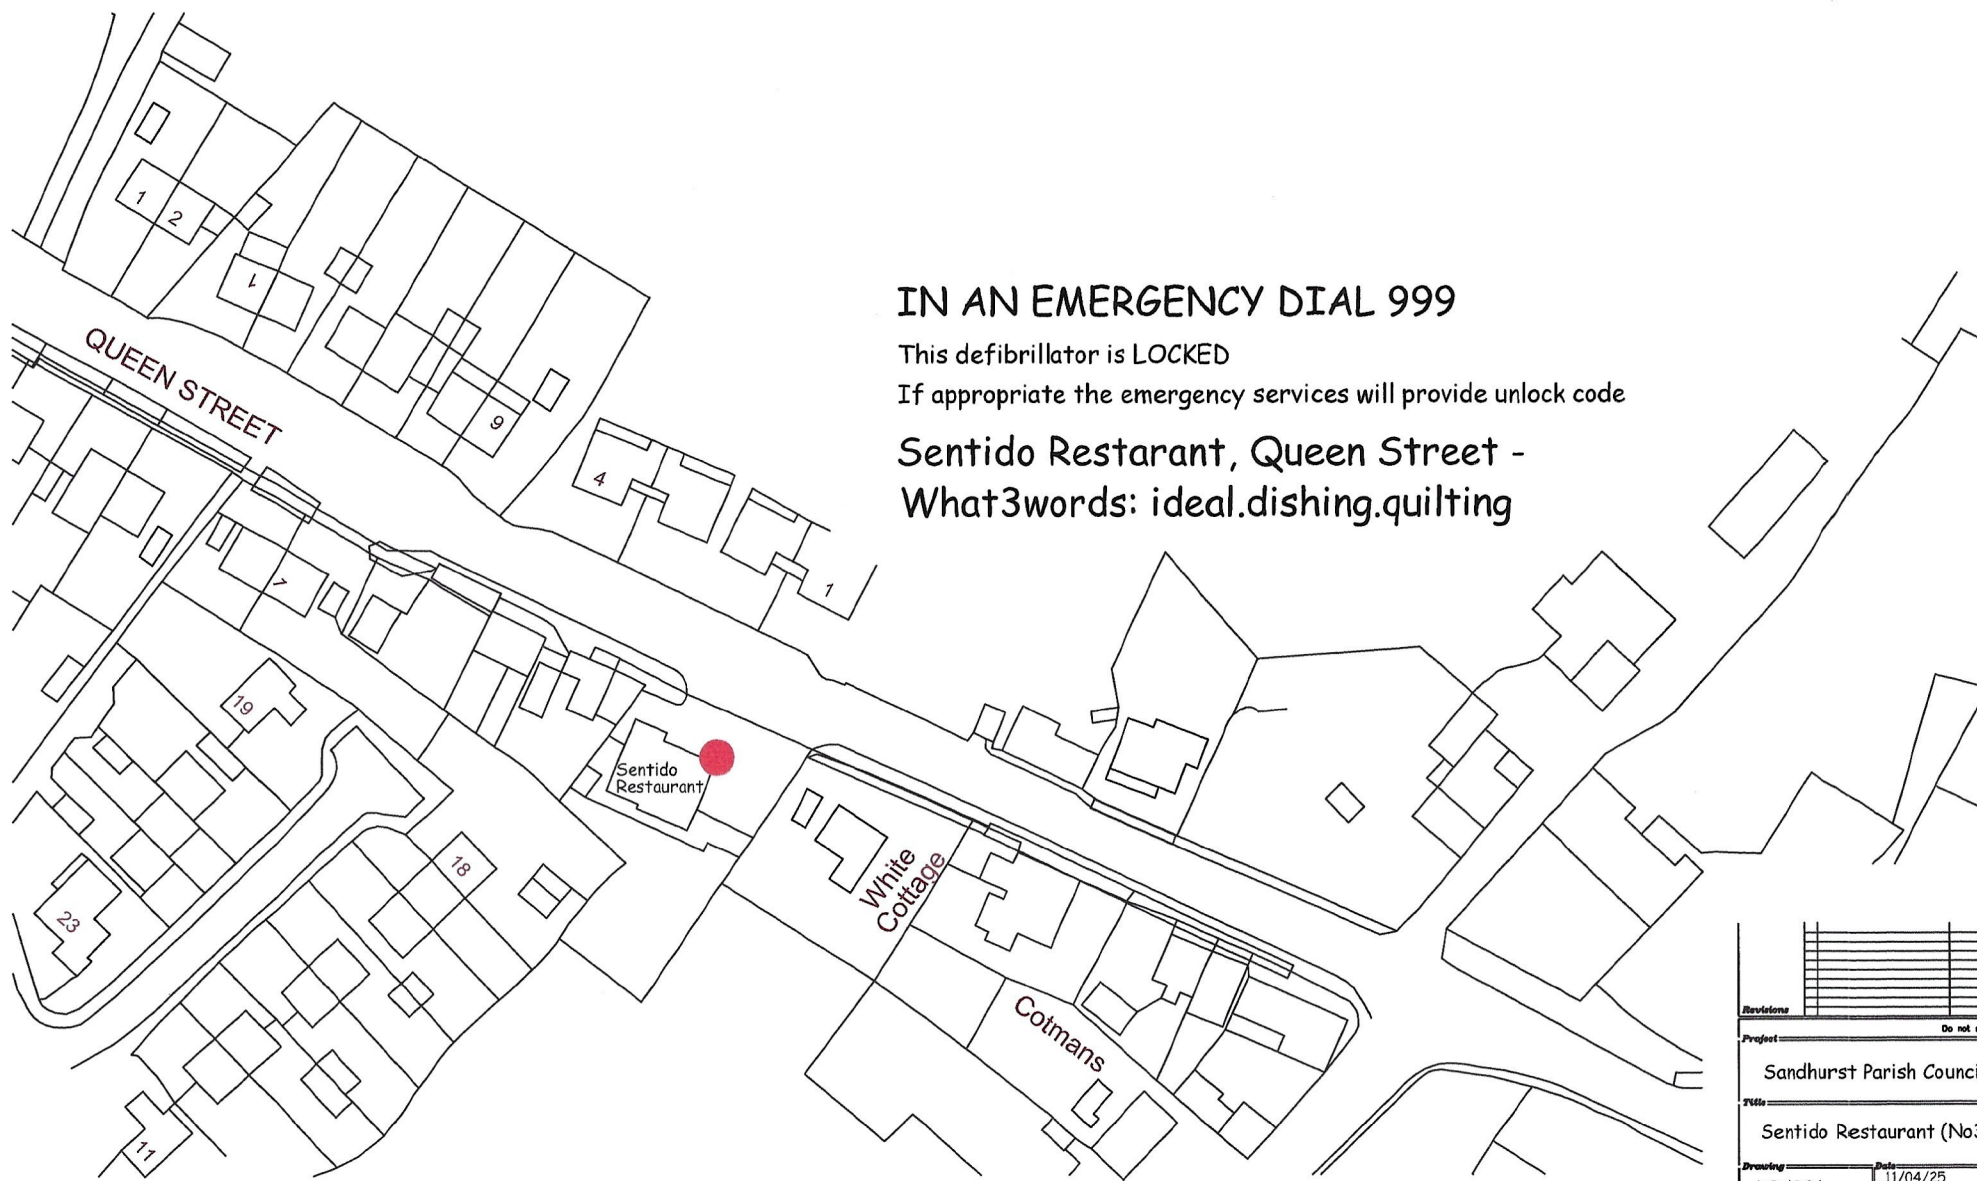 1
2
1
QUEEN STREET
9
4
1
7
IN AN EMERGENCY DIAL 999
This defibrillator is LOCKED
If appropriate the emergency services will provide unlock code
Sentido Restarant, Queen Street -
What3words: ideal.dishing.quilting
19
Sentido
Restaurant
18
23
White
Cottage
Cotmans
11
Revisions
Do not
Project
Sandhurst Parish Counci
Title
Sentido Restaurant (No3
Drawing
Date
11/04/25